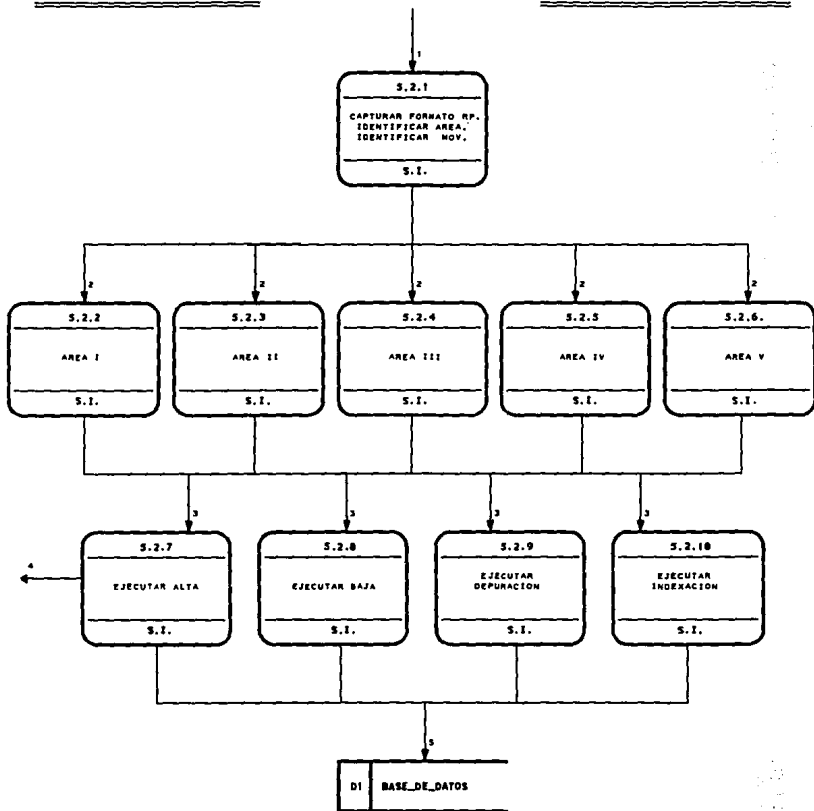 1
5.2.1
CAPTURAR FORMATO RP.
IDENTIFICAR AREA.
IDENTIFICAR MOV.
S.I.
2 2 2 2 2
5.2.2 5.2.3 5.2.4 5.2.5 5.2.6.
AREA I AREA II AREA III AREA IV AREA V
S.I. S.I. S.I. S.I. S.I.
3 3 3 3
5.2.7 5.2.8 5.2.9 5.2.10
4
EJECUTAR ALTA EJECUTAR BAJA EJECUTAR DEPURACION EJECUTAR INDEXACION
S.I. S.I. S.I. S.I.
5
D1 BASE_DE_DATOS